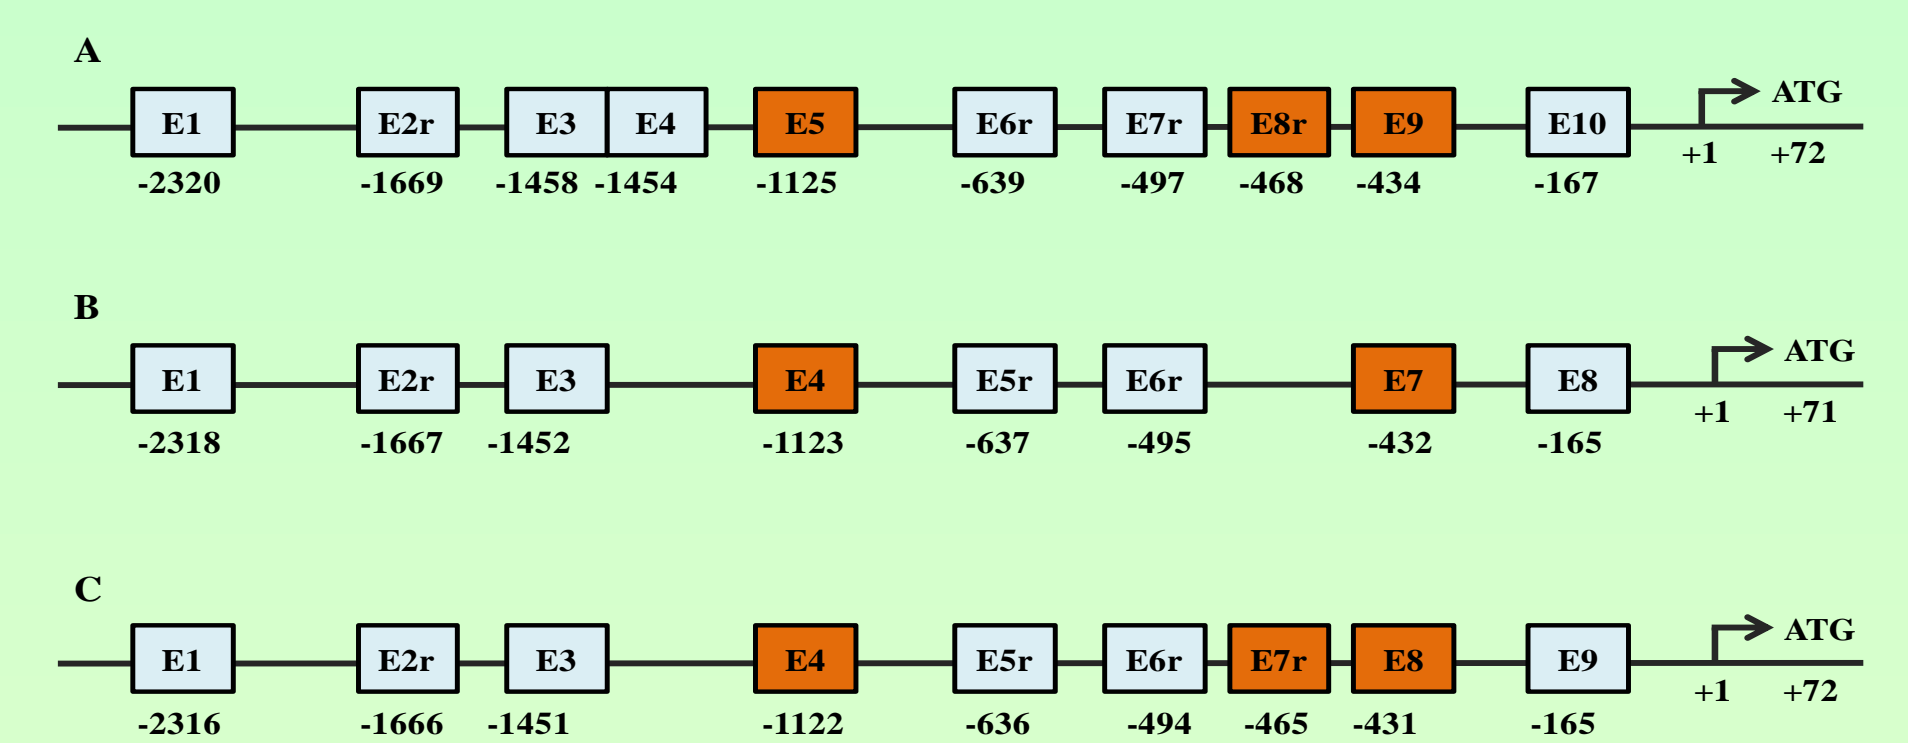 A
E1 E2r E3 E4 E5 E6r E7r E8r E9 E10 ATG
-2320 -1669 -1458 -1454 -1125 -639 -497 -468 -434 -167 +1 +72
B
E1 E2r E3 E4 E5r E6r E7 E8 ATG
-2318 -1667 -1452 -1123 -637 -495 -432 -165 +1 +71
C
E1 E2r E3 E4 E5r E6r E7r E8 E9 ATG
-2316 -1666 -1451 -1122 -636 -494 -465 -431 -165 +1 +72